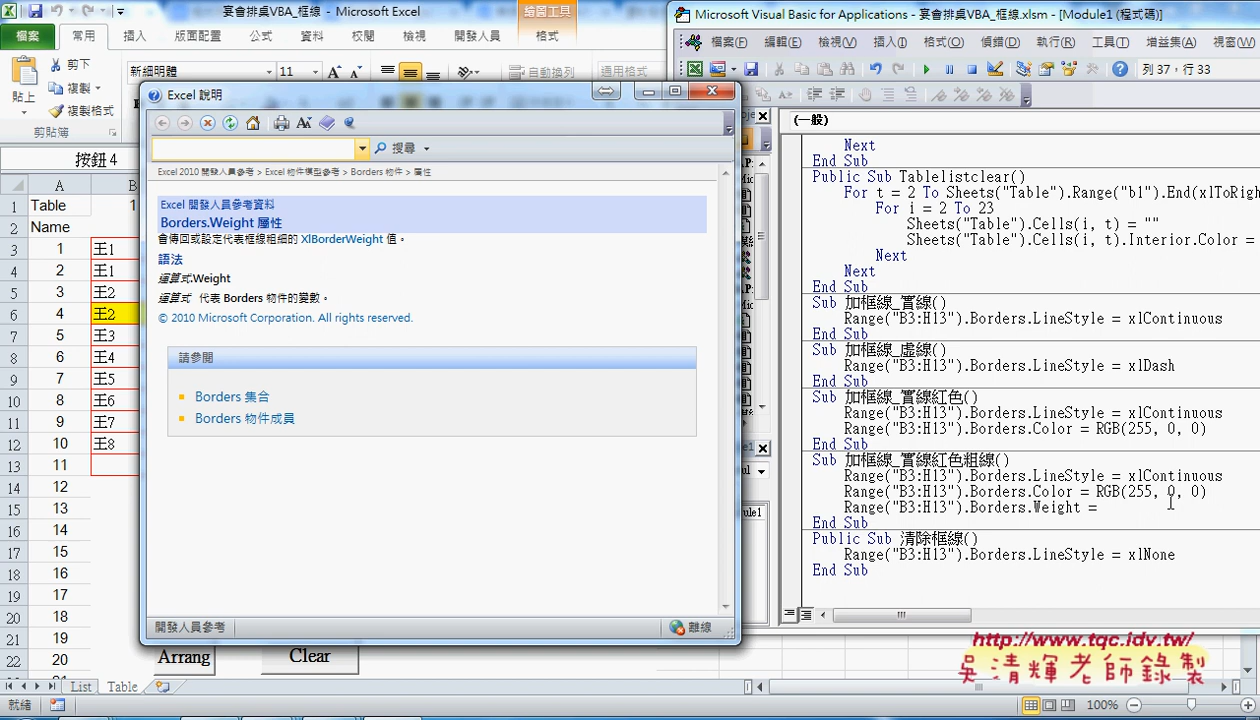 宴會排桌VBA_框線 - Microsoft Excel
繪圖工具
檔案 常用 插入 版面配置 公式 資料 校閱 檢視 開發人員 格式
剪下
新細明體 11
自動換列
通用格式
貼上
複製
複製格式
剪貼簿
按鈕 4
A B
1 Table 1
2 Name
3 1 王1
4 2 王1
5 3 王2
6 4 王2
7 5 王3
8 6 王4
9 7 王5
10 8 王6
11 9 王7
12 10 王8
13 11
14 12
15 13
16 14
17 15
18 16
19 17
20 18
21 19
22 20
Arrang Clear
List Table
就緒
100%
Excel 說明
搜尋
Excel 2010 開發人員參考 > Excel 物件模型參考 > Borders 物件 > 屬性
Excel 開發人員參考資料
Borders.Weight 屬性
會傳回或設定代表框線粗細的 XlBorderWeight 值。
語法
運算式.Weight
運算式 代表 Borders 物件的變數。
© 2010 Microsoft Corporation. All rights reserved.
請參閱
Borders 集合
Borders 物件成員
開發人員參考
離線
Microsoft Visual Basic for Applications - 宴會排桌VBA_框線.xlsm - [Module1 (程式碼)]
檔案(F) 編輯(E) 檢視(V) 插入(I) 格式(O) 偵錯(D) 執行(R) 工具(T) 增益集(A) 視窗(W)
列 37，行 33
(一般)
Next
End Sub
Public Sub Tablelistclear()
For t = 2 To Sheets("Table").Range("b1").End(xlToRigh
For i = 2 To 23
Sheets("Table").Cells(i, t) = ""
Sheets("Table").Cells(i, t).Interior.Color =
Next
Next
End Sub
Sub 加框線_實線()
Range("B3:H13").Borders.LineStyle = xlContinuous
End Sub
Sub 加框線_虛線()
Range("B3:H13").Borders.LineStyle = xlDash
End Sub
Sub 加框線_實線紅色()
Range("B3:H13").Borders.LineStyle = xlContinuous
Range("B3:H13").Borders.Color = RGB(255, 0, 0)
End Sub
Sub 加框線_實線紅色粗線()
Range("B3:H13").Borders.LineStyle = xlContinuous
Range("B3:H13").Borders.Color = RGB(255, 0, 0)
Range("B3:H13").Borders.Weight =
End Sub
Public Sub 清除框線()
Range("B3:H13").Borders.LineStyle = xlNone
End Sub
http://www.tqc.idv.tw/
吳清輝老師錄製